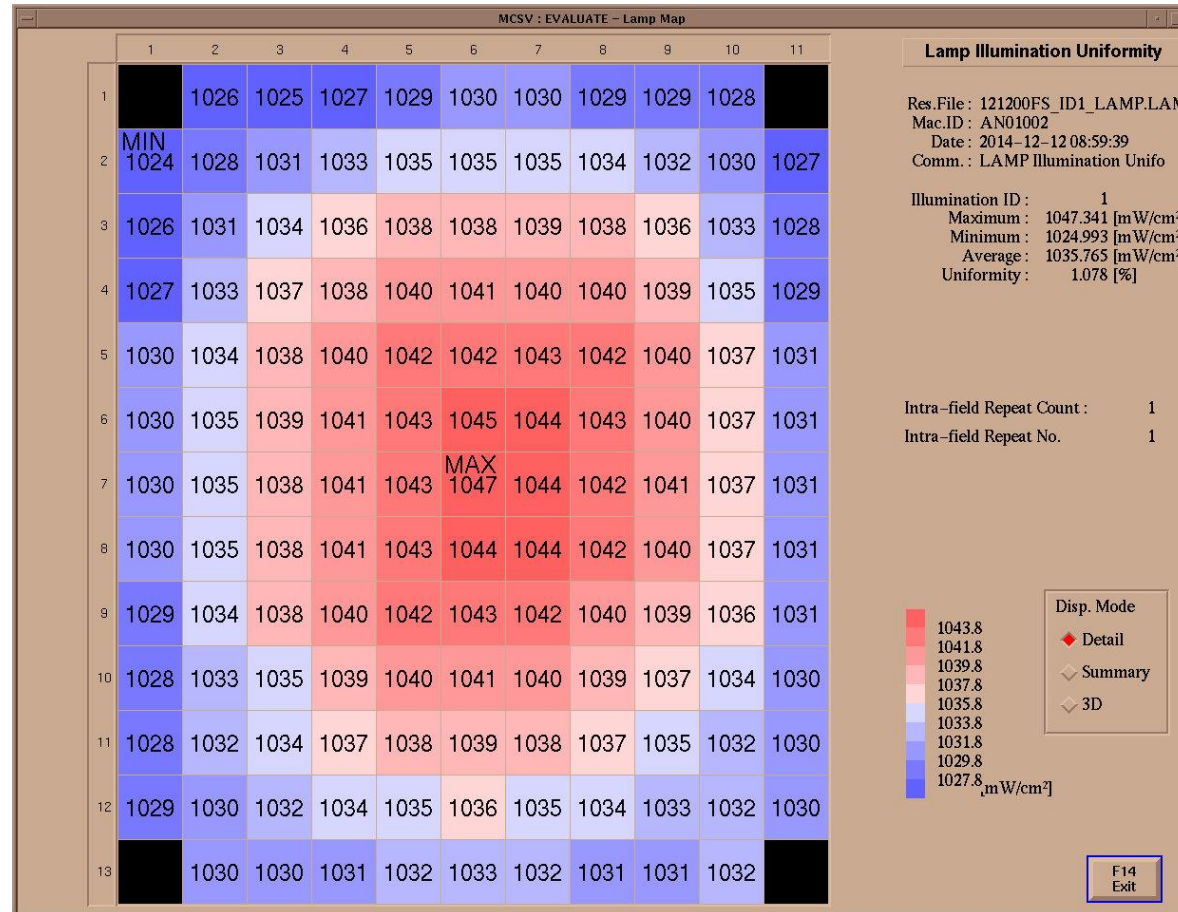 MCSV : EVALUATE – Lamp Map
1 2 3 4 5 6 7 8 9 10 11
1 1026 1025 1027 1029 1030 1030 1029 1029 1028
MIN
2 1024 1028 1031 1033 1035 1035 1035 1034 1032 1030 1027
3 1026 1031 1034 1036 1038 1038 1039 1038 1036 1033 1028
4 1027 1033 1037 1038 1040 1041 1040 1040 1039 1035 1029
5 1030 1034 1038 1040 1042 1042 1043 1042 1040 1037 1031
6 1030 1035 1039 1041 1043 1045 1044 1043 1040 1037 1031
MAX
7 1030 1035 1038 1041 1043 1047 1044 1042 1041 1037 1031
8 1030 1035 1038 1041 1043 1044 1044 1042 1040 1037 1031
9 1029 1034 1038 1040 1042 1043 1042 1040 1039 1036 1031
10 1028 1033 1035 1039 1040 1041 1040 1039 1037 1034 1030
11 1028 1032 1034 1037 1038 1039 1038 1037 1035 1032 1030
12 1029 1030 1032 1034 1035 1036 1035 1034 1033 1032 1030
13 1030 1030 1031 1032 1033 1032 1031 1031 1032
Lamp Illumination Uniformity
Res.File : 121200FS_ID1_LAMP.LAM
Mac.ID : AN01002
Date : 2014–12–12 08:59:39
Comm. : LAMP Illumination Unifo
Illumination ID : 1
Maximum : 1047.341 [mW/cm²
Minimum : 1024.993 [mW/cm²
Average : 1035.765 [mW/cm²
Uniformity : 1.078 [%]
Intra–field Repeat Count : 1
Intra–field Repeat No. 1
1043.8
1041.8
1039.8
1037.8
1035.8
1033.8
1031.8
1029.8
1027.8
[mW/cm²]
Disp. Mode
Detail
Summary
3D
F14
Exit